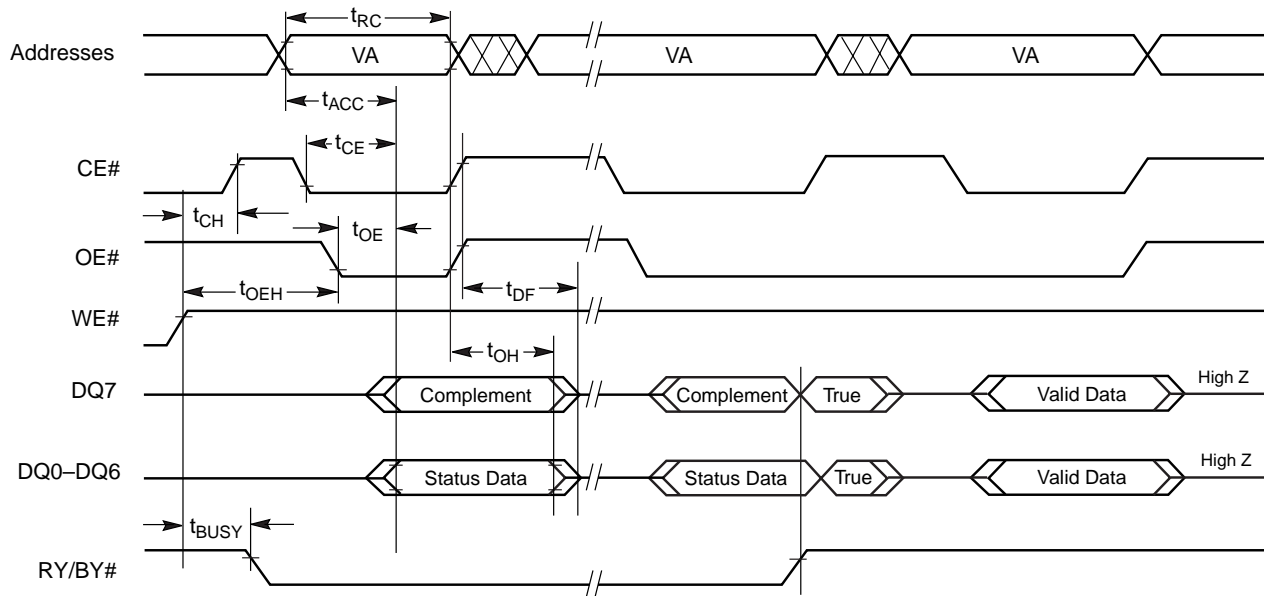 tRC
Addresses VA VA VA
tACC
tCE
CE#
tCH tOE
OE#
tOEH tDF
WE#
tOH
DQ7 Complement Complement True Valid Data High Z
DQ0–DQ6 Status Data Status Data True Valid Data High Z
tBUSY
RY/BY#